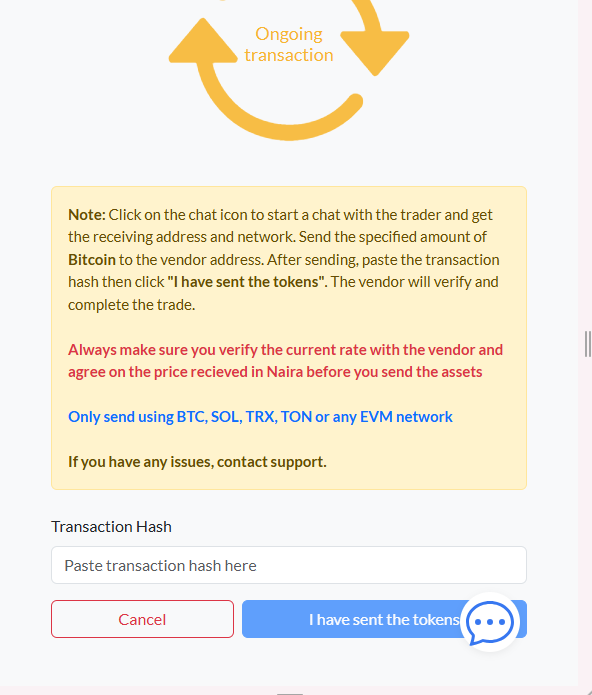 Ongoing
transaction
Note: Click on the chat icon to start a chat with the trader and get
the receiving address and network. Send the specified amount of
Bitcoin to the vendor address. After sending, paste the transaction
hash then click "I have sent the tokens". The vendor will verify and
complete the trade.
Always make sure you verify the current rate with the vendor and
agree on the price recieved in Naira before you send the assets
Only send using BTC, SOL, TRX, TON or any EVM network
If you have any issues, contact support.
Transaction Hash
Paste transaction hash here
Cancel
I have sent the tokens